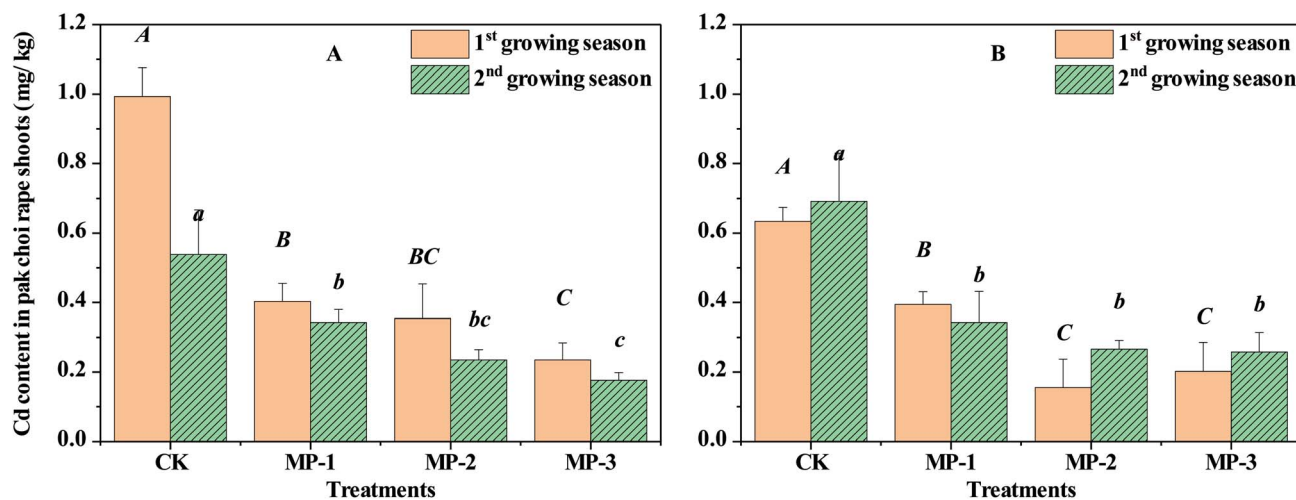 Cd content in pak choi rape shoots (mg/ kg)
1.2
1.0
0.8
0.6
0.4
0.2
0.0
A
A
1st growing season
2nd growing season
a
B
b
BC
bc
C
c
CK
MP-1
MP-2
MP-3
Treatments
1.2
1.0
0.8
0.6
0.4
0.2
0.0
B
1st growing season
2nd growing season
A
a
B
b
C
b
C
b
CK
MP-1
MP-2
MP-3
Treatments